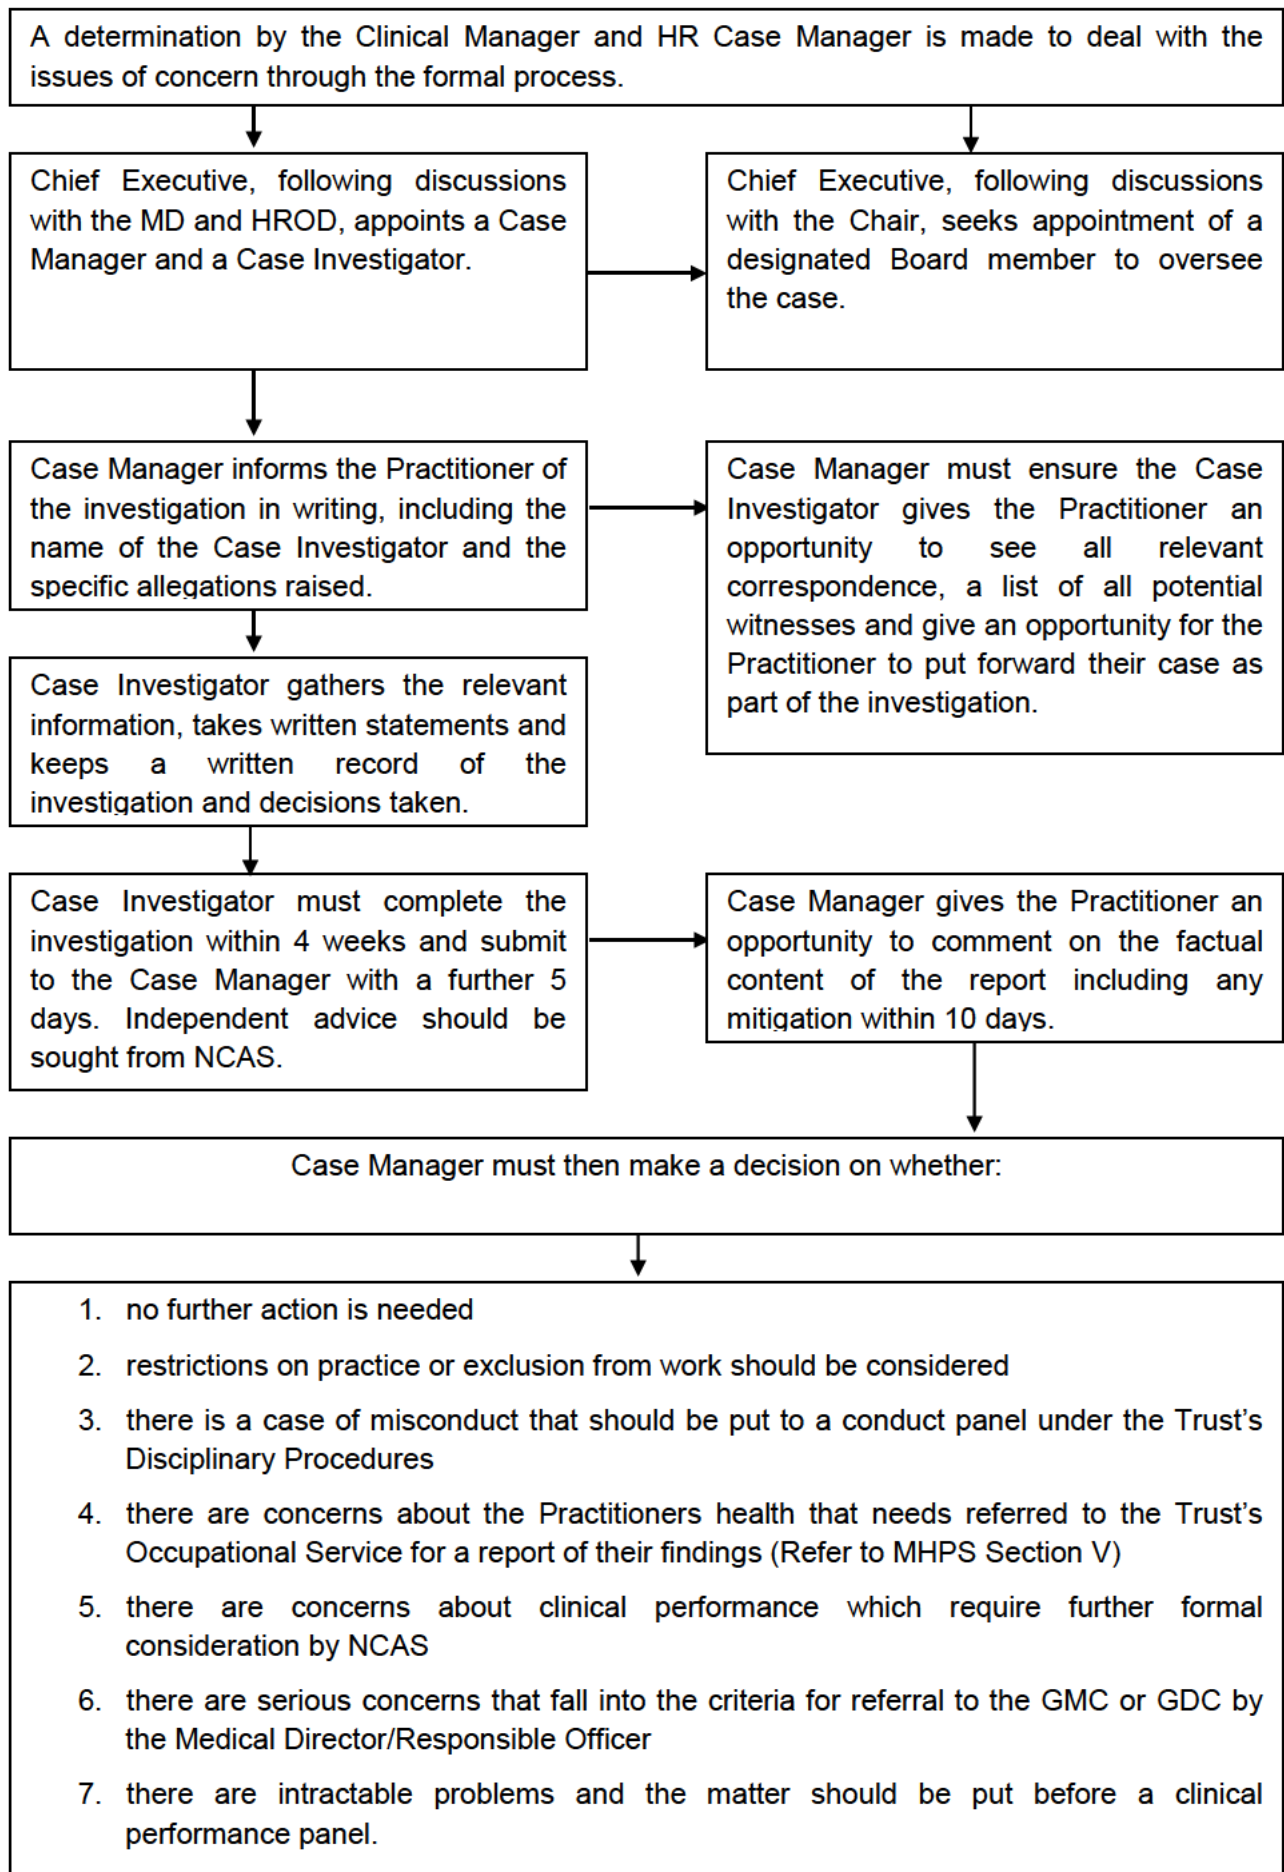 A determination by the Clinical Manager and HR Case Manager is made to deal with the
issues of concern through the formal process.
Chief Executive, following discussions
with the MD and HROD, appoints a Case
Manager and a Case Investigator.
Chief Executive, following discussions
with the Chair, seeks appointment of a
designated Board member to oversee
the case.
Case Manager informs the Practitioner of
the investigation in writing, including the
name of the Case Investigator and the
specific allegations raised.
Case Manager must ensure the Case
Investigator gives the Practitioner an
opportunity to see all relevant
correspondence, a list of all potential
witnesses and give an opportunity for the
Practitioner to put forward their case as
part of the investigation.
Case Investigator gathers the relevant
information, takes written statements and
keeps a written record of the
investigation and decisions taken.
Case Investigator must complete the
investigation within 4 weeks and submit
to the Case Manager with a further 5
days. Independent advice should be
sought from NCAS.
Case Manager gives the Practitioner an
opportunity to comment on the factual
content of the report including any
mitigation within 10 days.
Case Manager must then make a decision on whether:
1. no further action is needed
2. restrictions on practice or exclusion from work should be considered
3. there is a case of misconduct that should be put to a conduct panel under the Trust's
Disciplinary Procedures
4. there are concerns about the Practitioners health that needs referred to the Trust's
Occupational Service for a report of their findings (Refer to MHPS Section V)
5. there are concerns about clinical performance which require further formal
consideration by NCAS
6. there are serious concerns that fall into the criteria for referral to the GMC or GDC by
the Medical Director/Responsible Officer
7. there are intractable problems and the matter should be put before a clinical
performance panel.